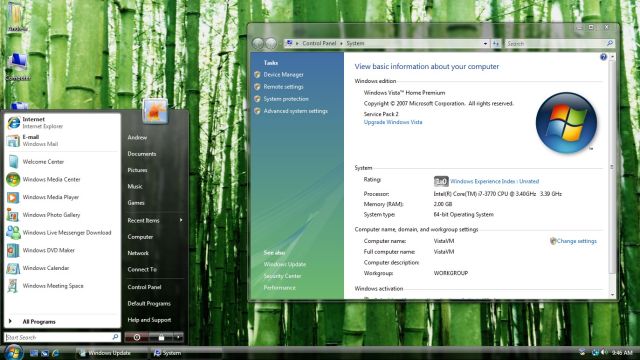 Andrew
Computer
Internet
Internet Explorer
E-mail
Windows Mail
Welcome Center
Windows Media Center
Windows Media Player
Windows Photo Gallery
Windows Live Messenger Download
Windows DVD Maker
Windows Calendar
Windows Meeting Space
All Programs
Start Search
Andrew
Documents
Pictures
Music
Games
Recent Items
Computer
Network
Connect To
Control Panel
Default Programs
Help and Support
Control Panel
System
Search
Tasks
Device Manager
Remote settings
System protection
Advanced system settings
See also
Windows Update
Security Center
Performance
View basic information about your computer
Windows edition
Windows Vista™ Home Premium
Copyright © 2007 Microsoft Corporation. All rights reserved.
Service Pack 2
Upgrade Windows Vista
System
Rating:
Windows Experience Index : Unrated
Processor: Intel(R) Core(TM) i7-3770 CPU @ 3.40GHz 3.39 GHz
Memory (RAM): 2.00 GB
System type: 64-bit Operating System
Computer name, domain, and workgroup settings
Computer name: VistaVM
Change settings
Full computer name: VistaVM
Computer description:
Workgroup: WORKGROUP
Windows activation
Windows Update
System
9:46 AM